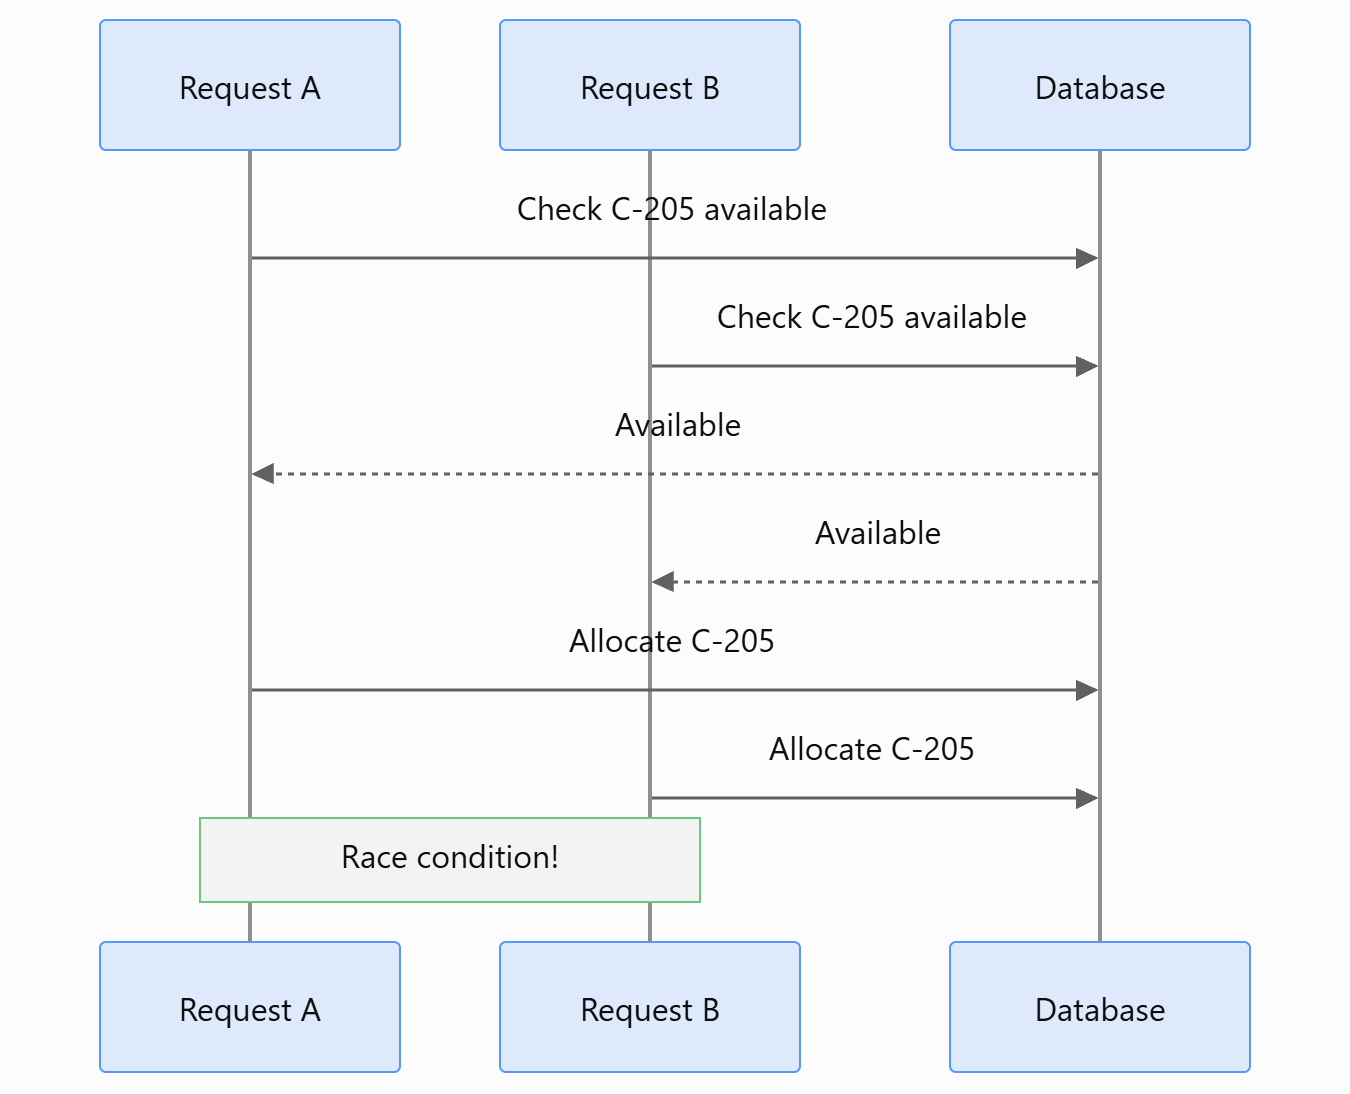 Request A
Request B
Database
Check C-205 available
Check C-205 available
Available
Available
Allocate C-205
Allocate C-205
Race condition!
Request A
Request B
Database